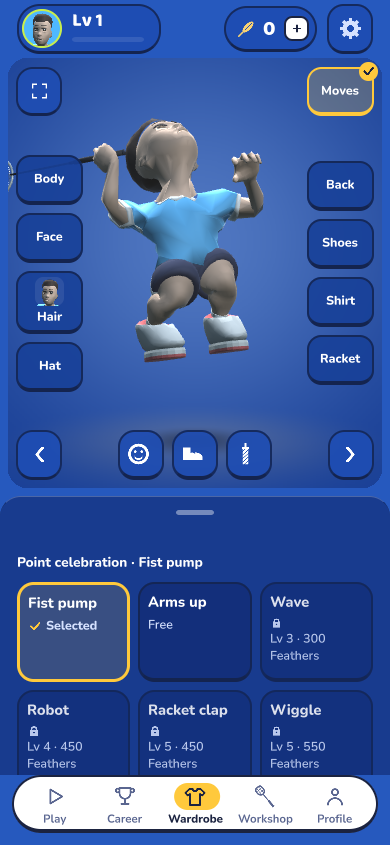 Lv 1
0
+
Moves
Body
Back
Face
Shoes
Hair
Shirt
Hat
Racket
Point celebration · Fist pump
Fist pump
Selected
Arms up
Free
Wave
Lv 3 · 300
Feathers
Robot
Lv 4 · 450
Feathers
Racket clap
Lv 5 · 450
Feathers
Wiggle
Lv 5 · 550
Feathers
Play
Career
Wardrobe
Workshop
Profile